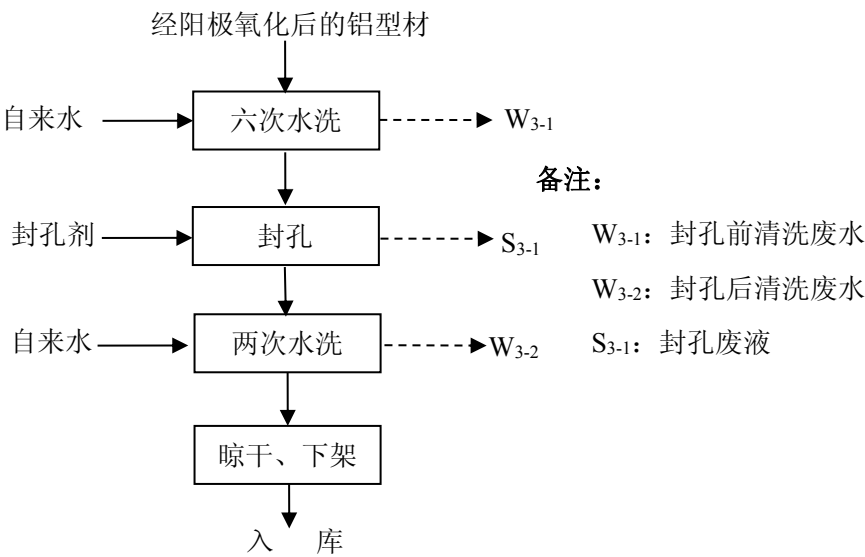 经阳极氧化后的铝型材
自来水 六次水洗 W3-1
备注：
封孔剂 封孔 S3-1 W3-1：封孔前清洗废水
W3-2：封孔后清洗废水
自来水 两次水洗 W3-2 S3-1：封孔废液
晾干、下架
入 库